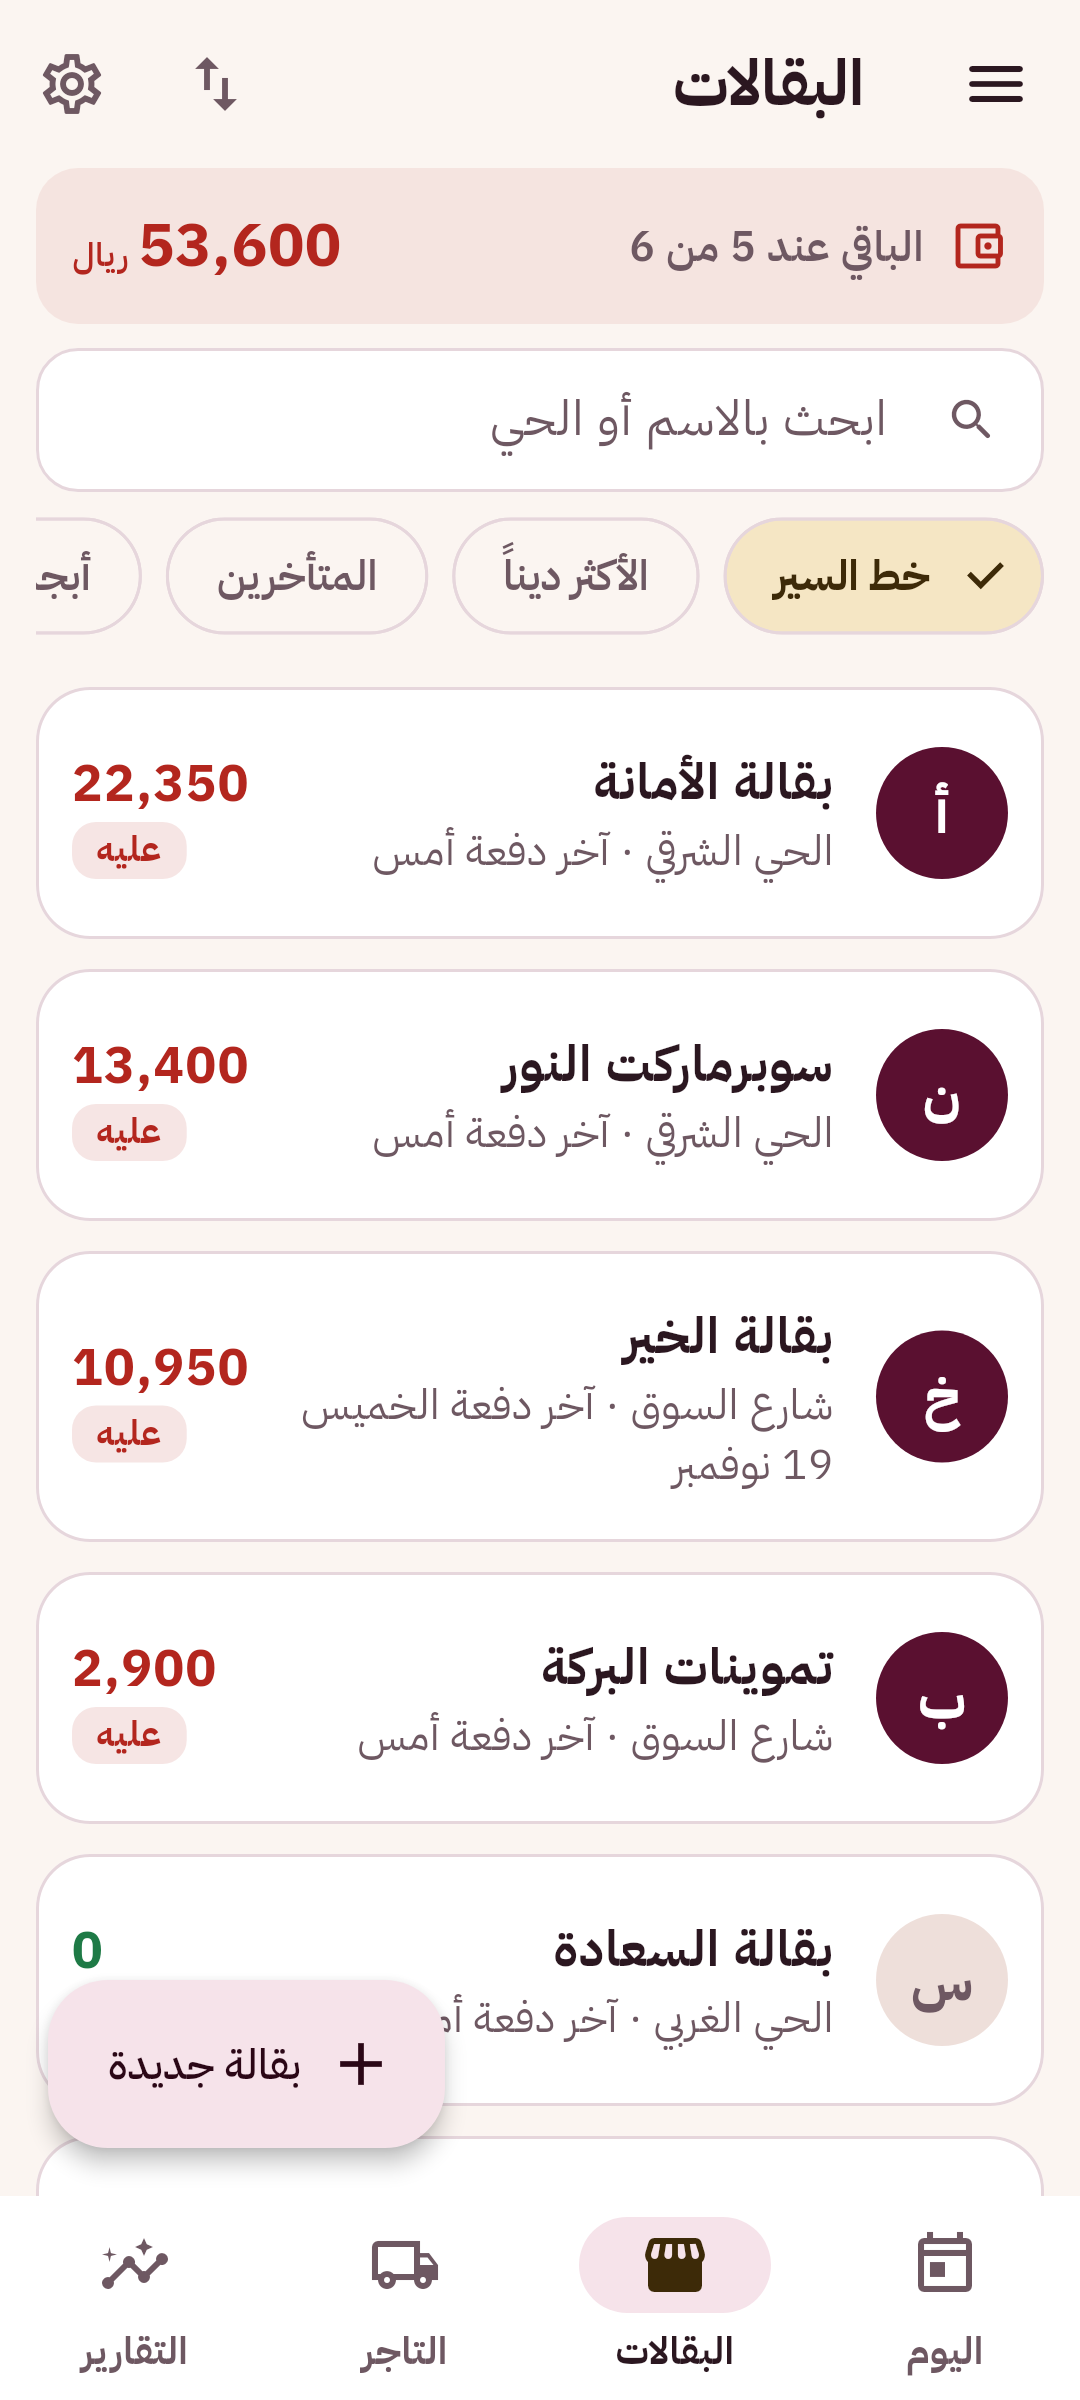 البقالات
الباقي عند 5 من 6
53,600 ريال
ابحث بالاسم أو الحي
خط السير
الأكثر ديناً
المتأخرين
أبجد
أ
بقالة الأمانة
الحي الشرقي · آخر دفعة أمس
22,350
عليه
ن
سوبرماركت النور
الحي الشرقي · آخر دفعة أمس
13,400
عليه
خ
بقالة الخير
شارع السوق · آخر دفعة الخميس
19 نوفمبر
10,950
عليه
ب
تموينات البركة
شارع السوق · آخر دفعة أمس
2,900
عليه
س
بقالة السعادة
الحي الغربي · آخر دفعة
0
بقالة جديدة
اليوم
البقالات
التاجر
التقارير